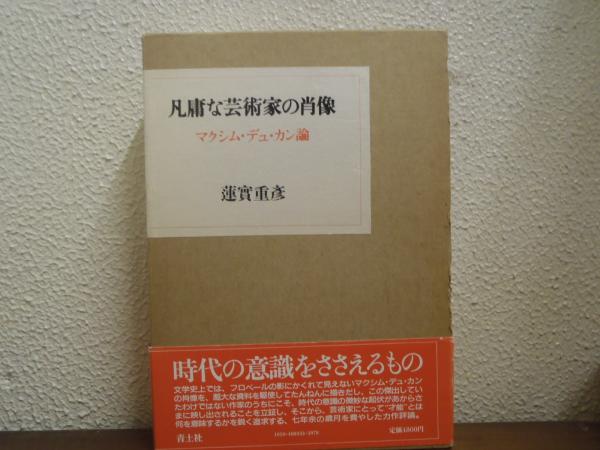 凡庸な芸術家の肖像
マクシム・デュ・カン論
蓮實重彥
時代の意識をささえるもの
文学史上では、フロベールの影にかくれて見えないマクシム・デュ・カン
の肖像を、厖大な資料を駆使してたんねんに描きだし、この傑出してい
たわけではない作家のうちにこそ、時代の意識の微妙な起伏があからさ
まに映し出されることを立証し、そこから、芸術家にとって“才能”とは
何を意味するかを鋭く追求する、七年余の歳月を費やした力作評論。
青土社
定価4800円